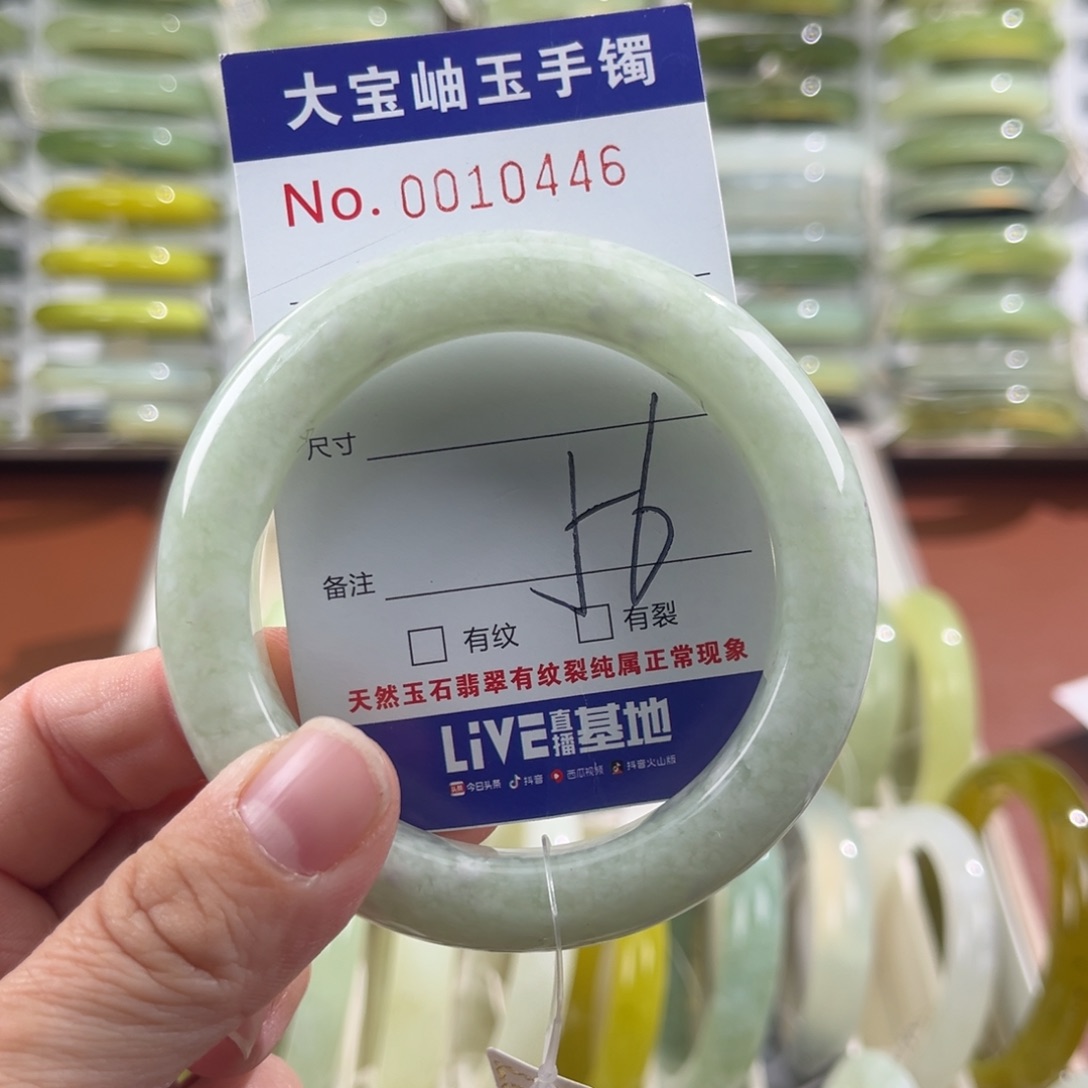 大宝岫玉手镯
No. 0010446
尺寸
56
备注
有纹 有裂
天然玉石翡翠有纹裂纯属正常现象
LiVE直播基地
今日头条 抖音 西瓜视频 抖音火山版